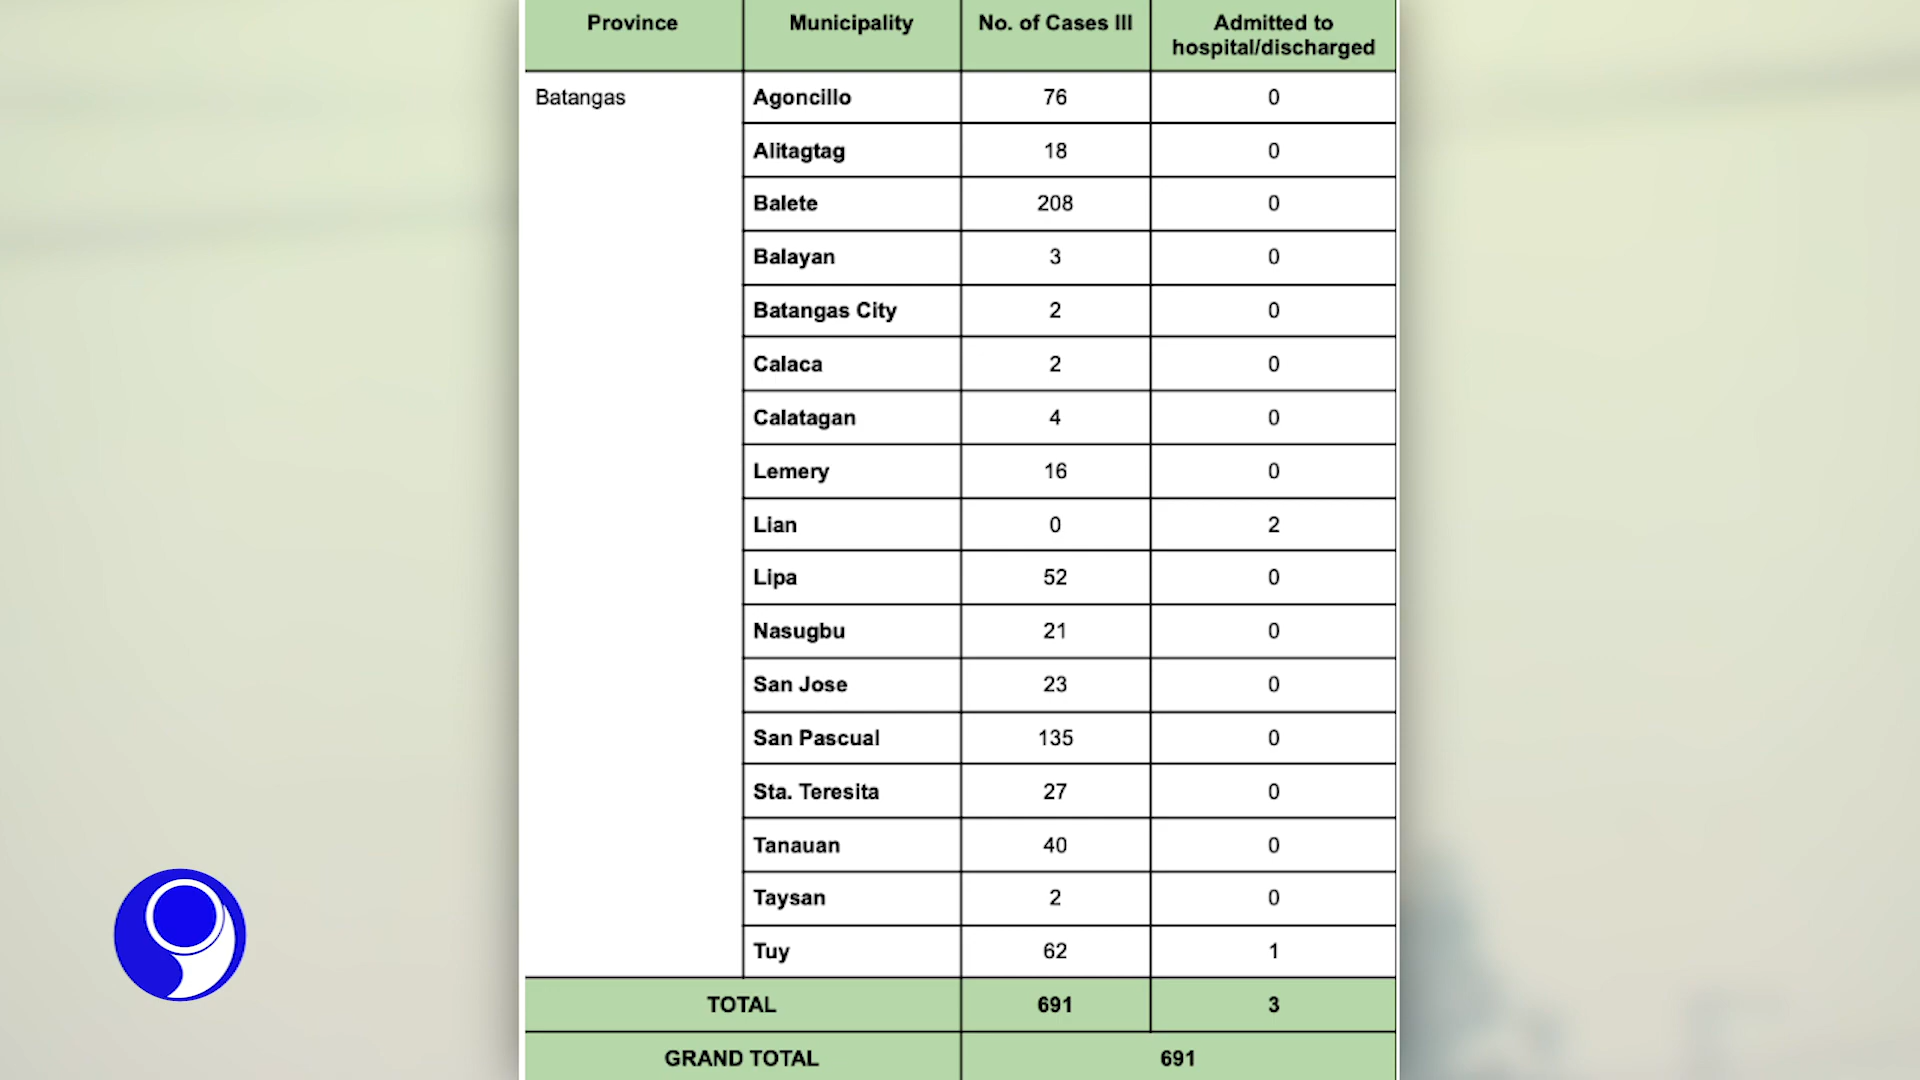 Province Municipality No. of Cases III Admitted to hospital/discharged
Batangas Agoncillo 76 0
Alitagtag 18 0
Balete 208 0
Balayan 3 0
Batangas City 2 0
Calaca 2 0
Calatagan 4 0
Lemery 16 0
Lian 0 2
Lipa 52 0
Nasugbu 21 0
San Jose 23 0
San Pascual 135 0
Sta. Teresita 27 0
Tanauan 40 0
Taysan 2 0
Tuy 62 1
TOTAL 691 3
GRAND TOTAL 691